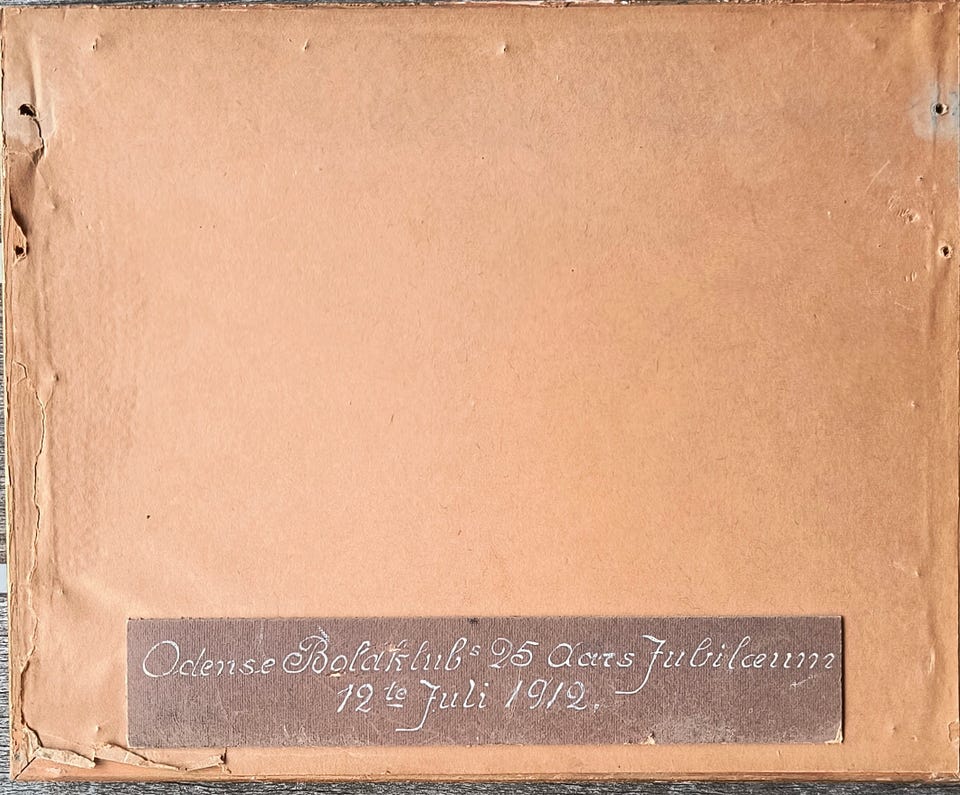 Odense Boldklubs 25 Aars Jubilæum
12te Juli 1912.